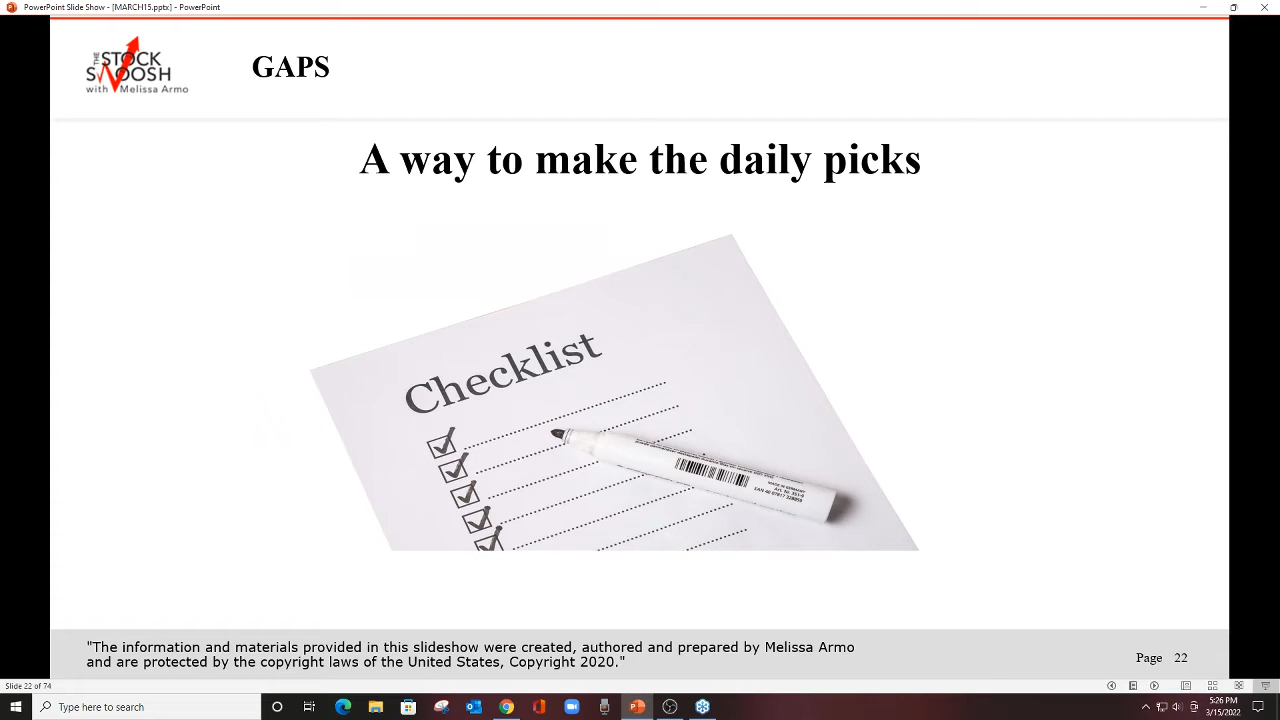 PowerPoint Slide Show - [MARCH15.pptx] - PowerPoint
THE STOCK
SWOOSH
with Melissa Armo
GAPS
A way to make the daily picks
Checklist
MADE IN GERMANY
"The information and materials provided in this slideshow were created, authored and prepared by Melissa Armo
and are protected by the copyright laws of the United States, Copyright 2020."
Page 22
Slide 22 of 74
Type here to search
5:26 PM
3/15/2022